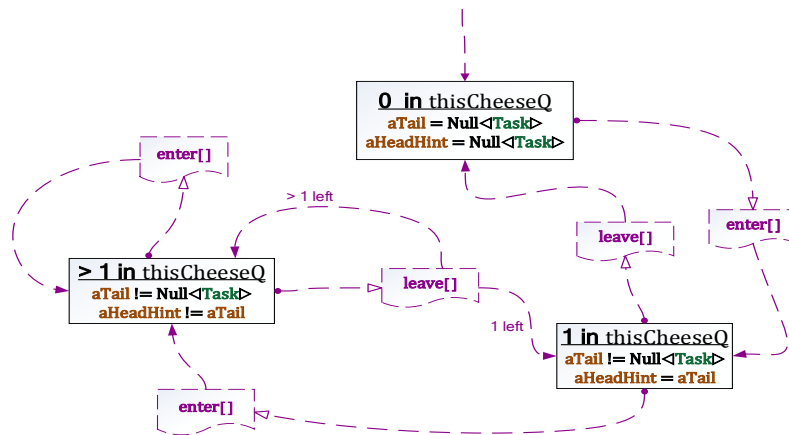 0 in thisCheeseQ
aTail = Null◁Task▷
aHeadHint = Null◁Task▷
enter[]
> 1 left
leave[]
enter[]
> 1 in thisCheeseQ
aTail != Null◁Task▷
aHeadHint != aTail
leave[]
1 left
1 in thisCheeseQ
aTail != Null◁Task▷
aHeadHint = aTail
enter[]